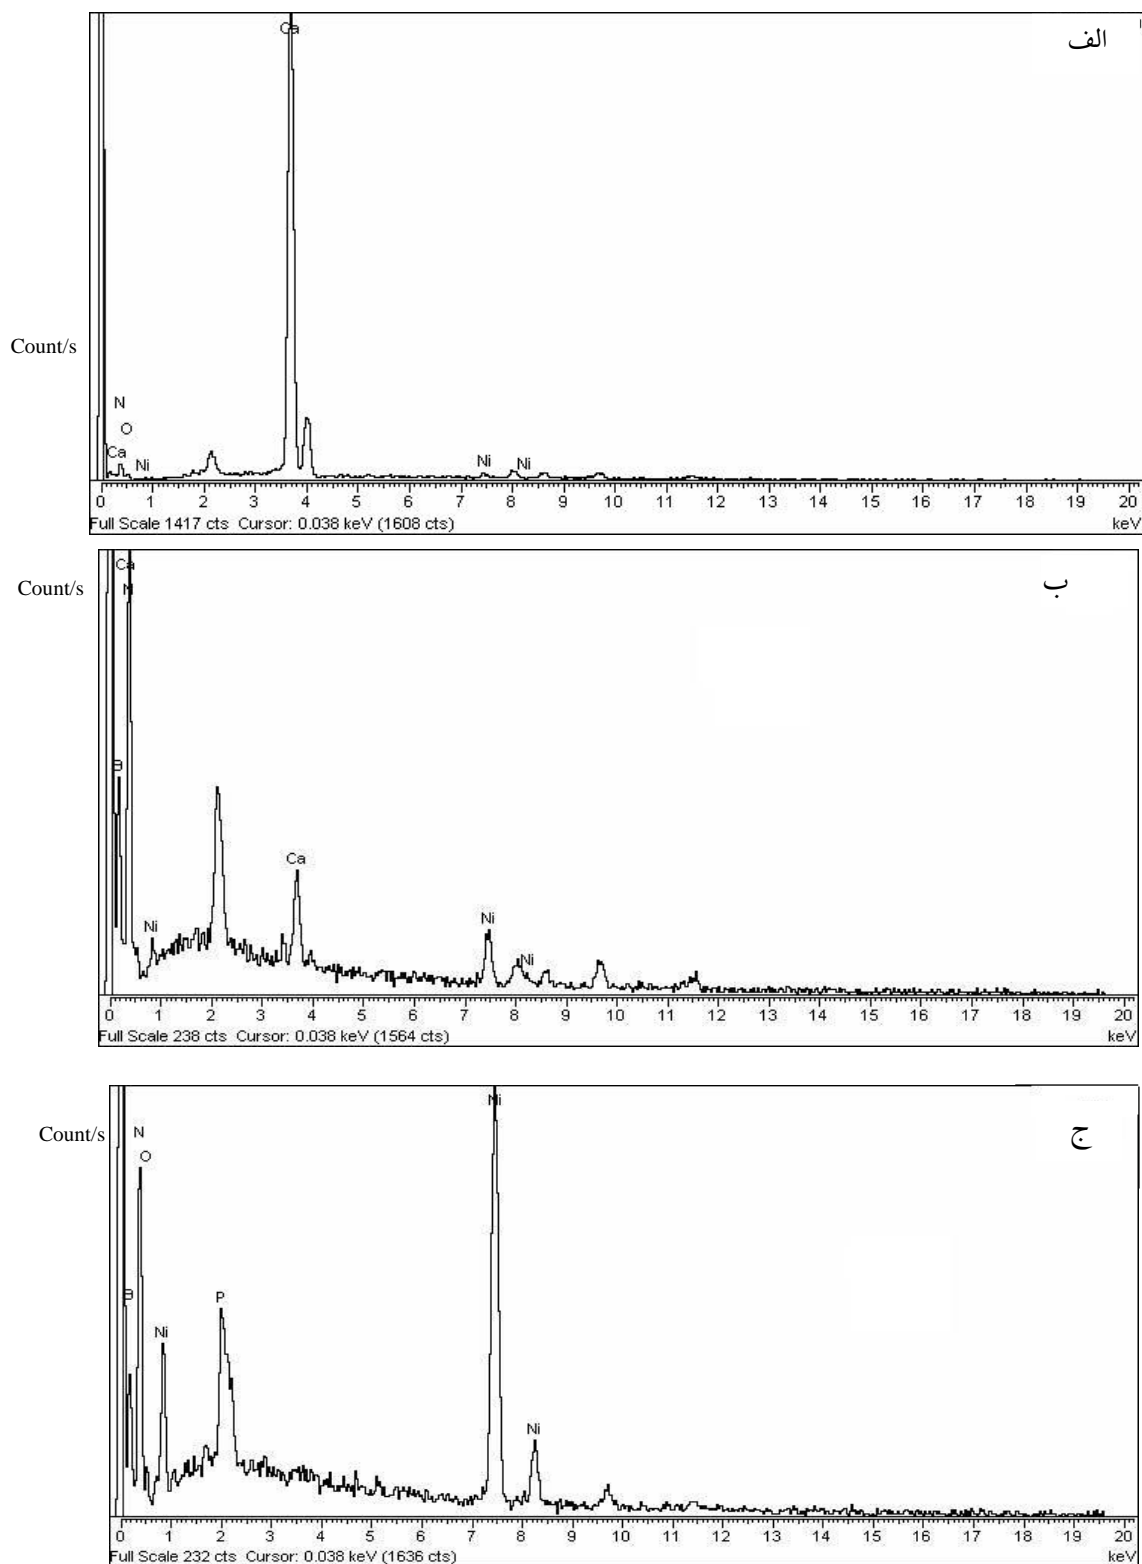 الف
Ca
Count/s
N
O
Ca
Ni
Ni
Ni
0 1 2 3 4 5 6 7 8 9 10 11 12 13 14 15 16 17 18 19 20
Full Scale 1417 cts Cursor: 0.038 keV (1608 cts)
keV
ب
Count/s
Ca
N
B
Ca
Ni
Ni
Ni
0 1 2 3 4 5 6 7 8 9 10 11 12 13 14 15 16 17 18 19 20
Full Scale 238 cts Cursor: 0.038 keV (1564 cts)
keV
ج
Count/s
Ni
N
O
B
P
Ni
Ni
0 1 2 3 4 5 6 7 8 9 10 11 12 13 14 15 16 17 18 19 20
Full Scale 232 cts Cursor: 0.038 keV (1636 cts)
keV